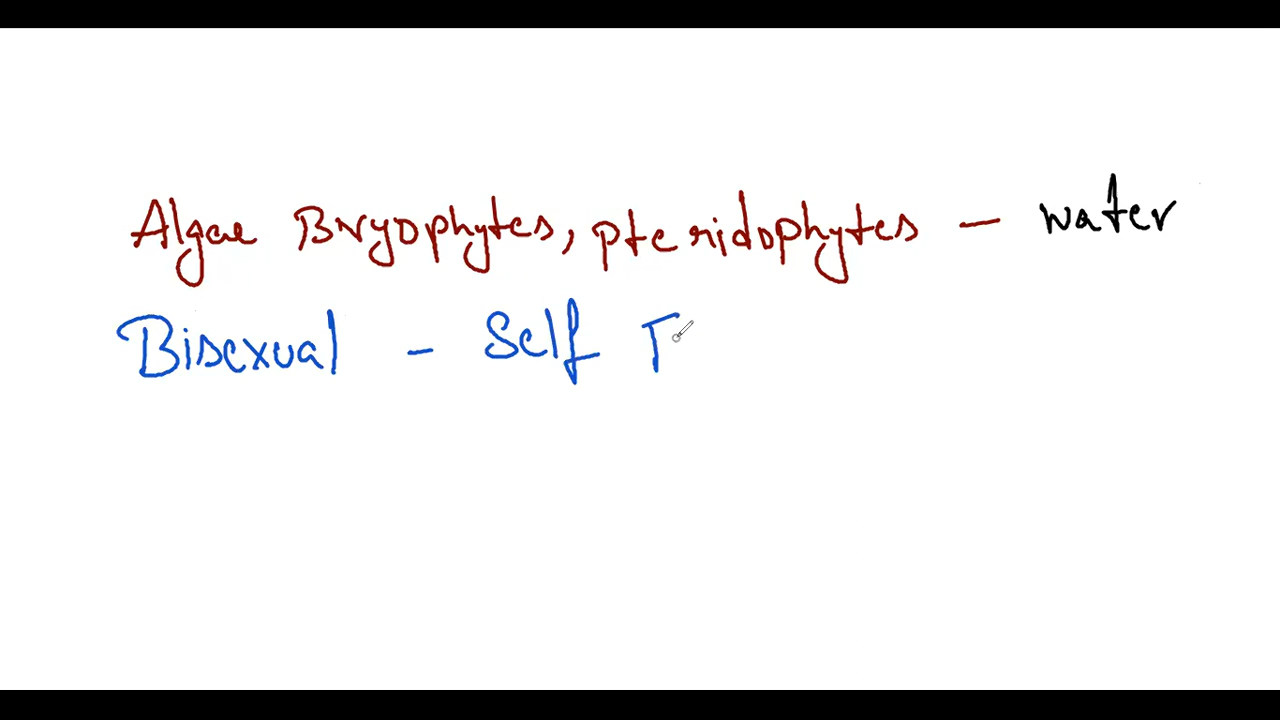 Algae Bryophytes, pteridophytes - water
Bisexual - Self